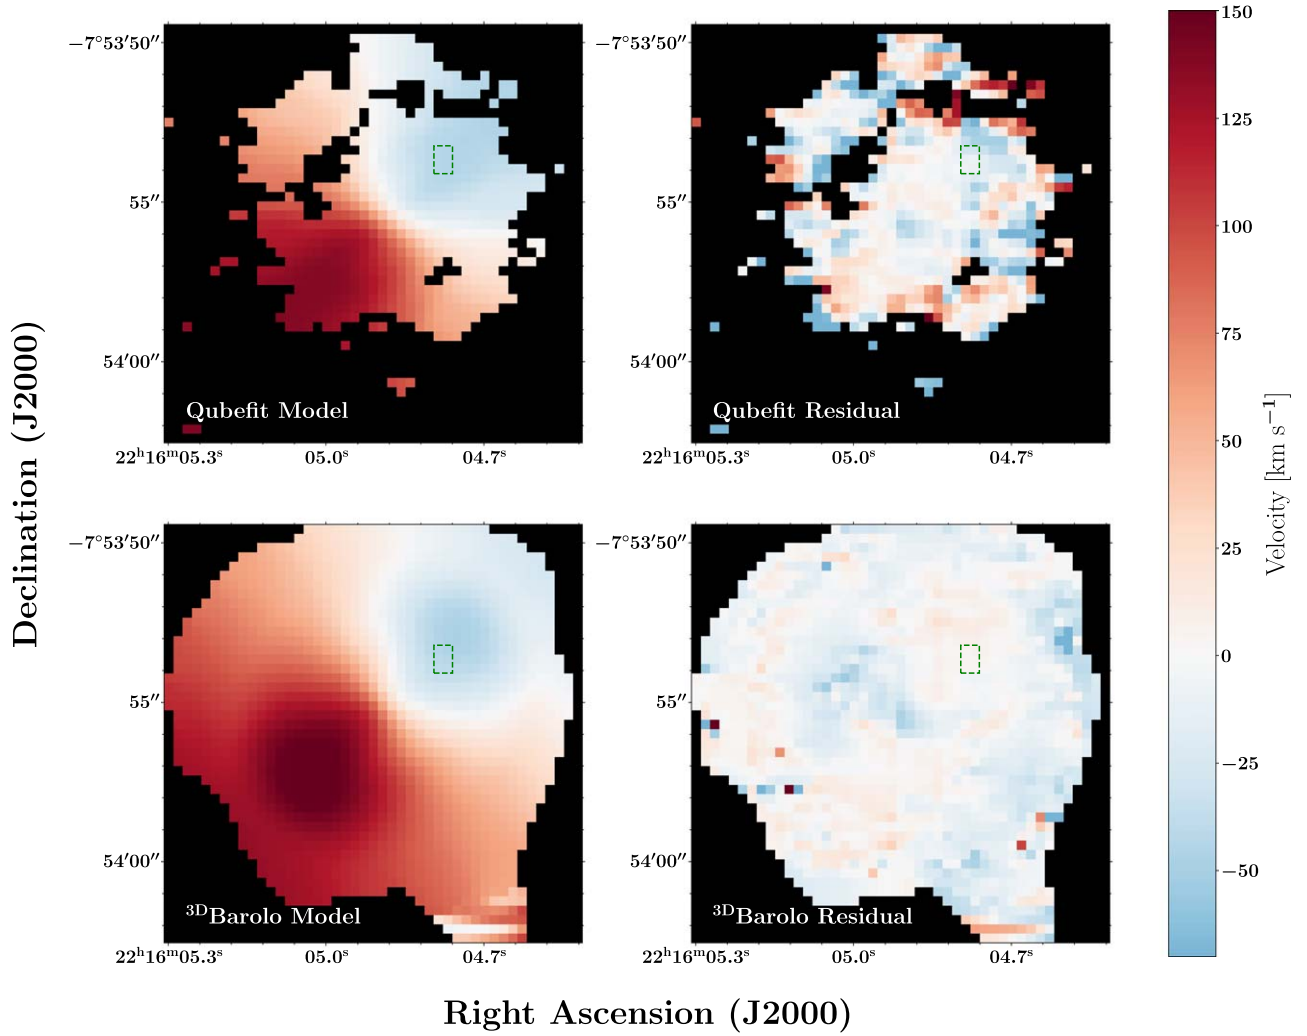 −7°53′50″
55″
54′00″
Qubefit Model
22ʰ16ᵐ05.3ˢ 05.0ˢ 04.7ˢ
−7°53′50″
55″
54′00″
Qubefit Residual
22ʰ16ᵐ05.3ˢ 05.0ˢ 04.7ˢ
−7°53′50″
55″
54′00″
³ᴰBarolo Model
22ʰ16ᵐ05.3ˢ 05.0ˢ 04.7ˢ
−7°53′50″
55″
54′00″
³ᴰBarolo Residual
22ʰ16ᵐ05.3ˢ 05.0ˢ 04.7ˢ
150
125
100
75
50
25
0
−25
−50
Velocity [km s⁻¹]
Declination (J2000)
Right Ascension (J2000)